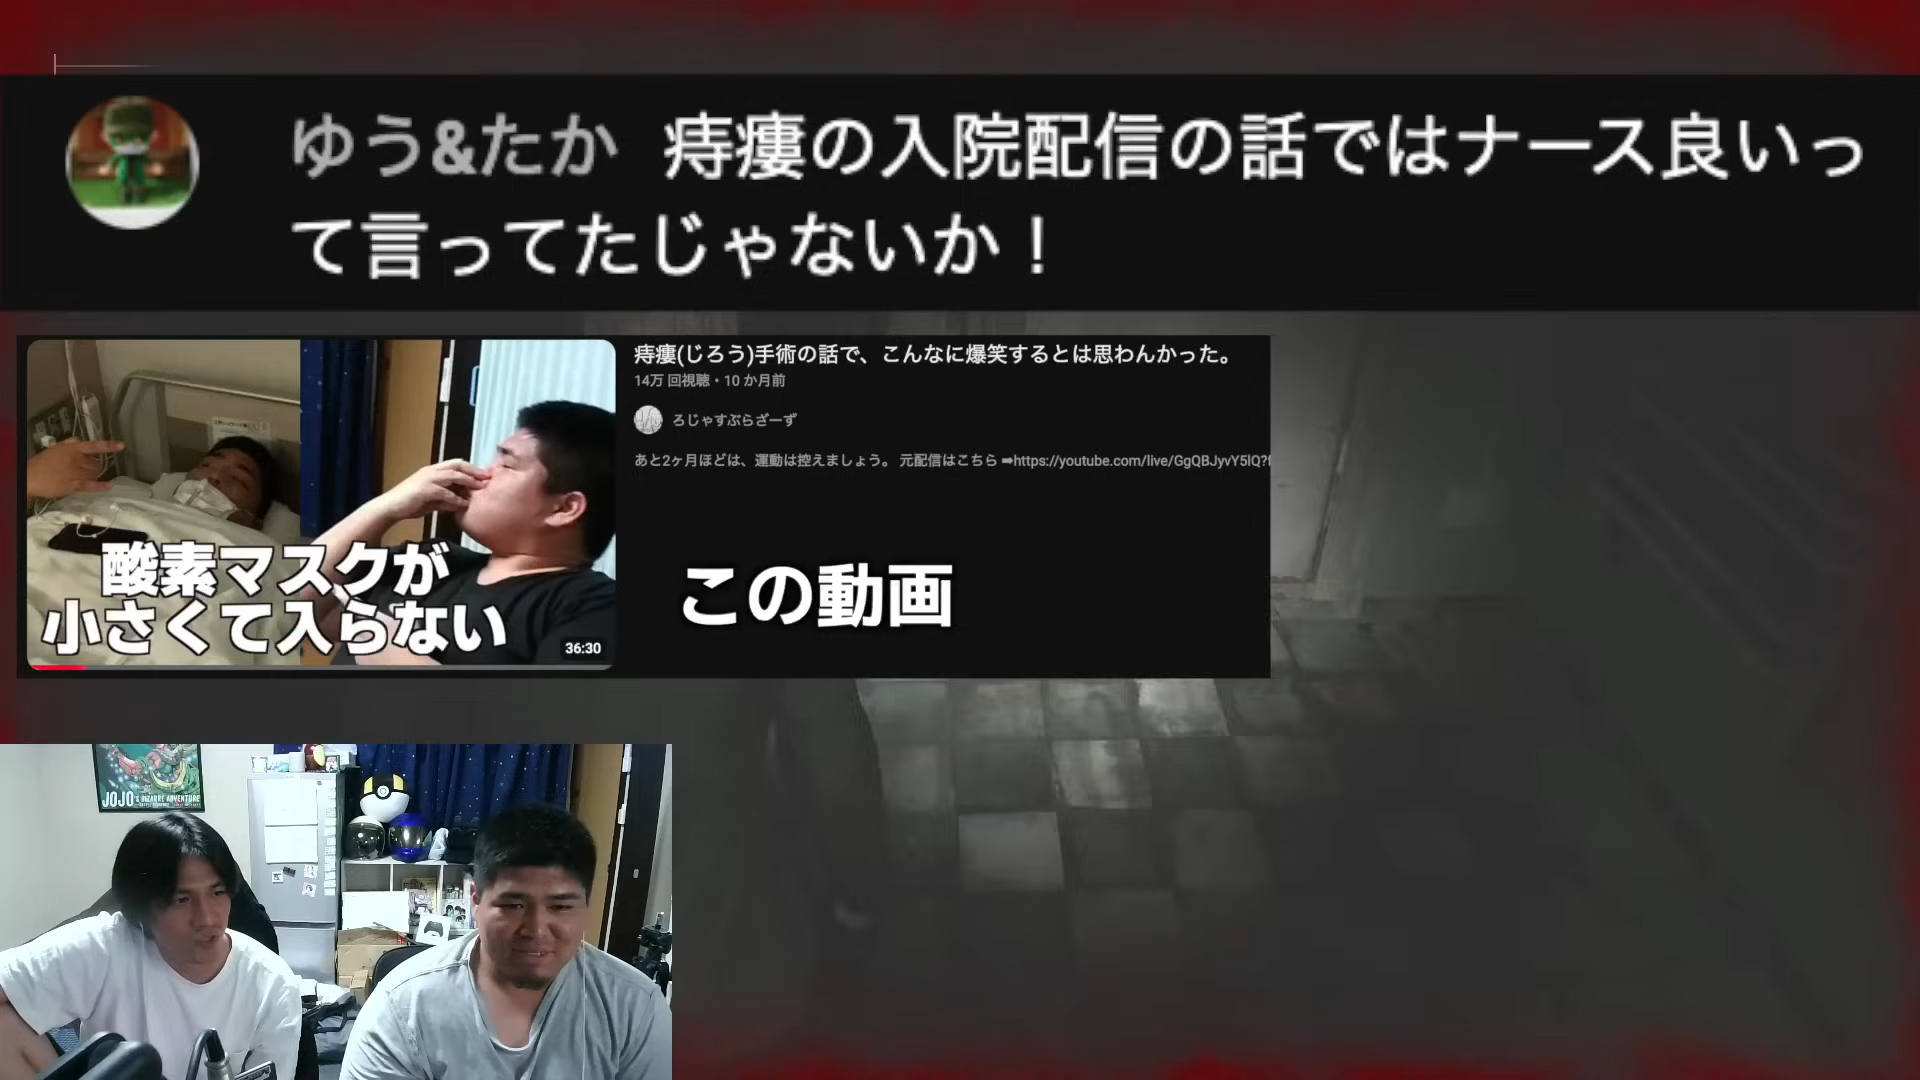 ゆう&たか 痔瘻の入院配信の話ではナース良いっ
て言ってたじゃないか！
痔瘻(じろう)手術の話で、こんなに爆笑するとは思わんかった。
14万 回視聴・10 か月前
ろじゃすぶらざーず
あと2ヶ月ほどは、運動は控えましょう。 元配信はこちら ➡https://youtube.com/live/GgQBJyvY5IQ?f
酸素マスクが
小さくて入らない
36:30
この動画
JOJO'S BIZARRE ADVENTURE